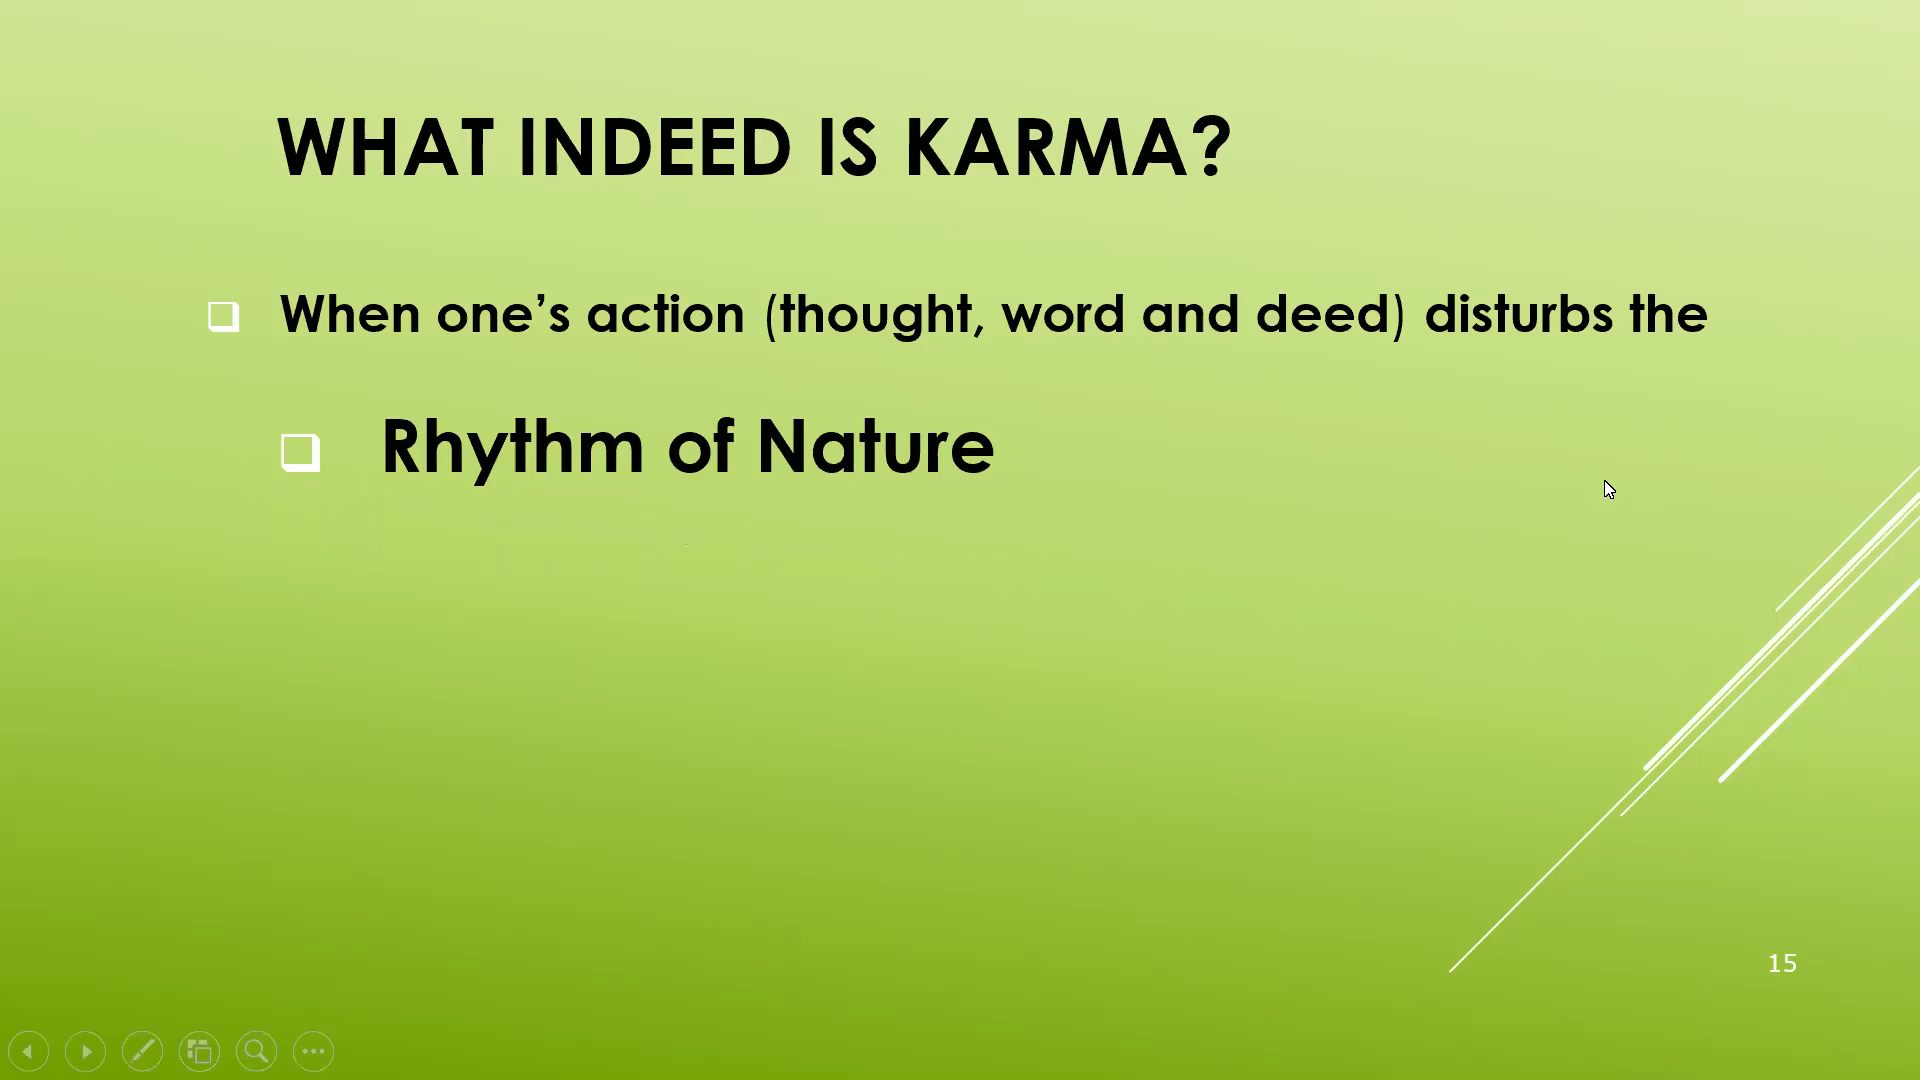 WHAT INDEED IS KARMA?
When one’s action (thought, word and deed) disturbs the
Rhythm of Nature
15